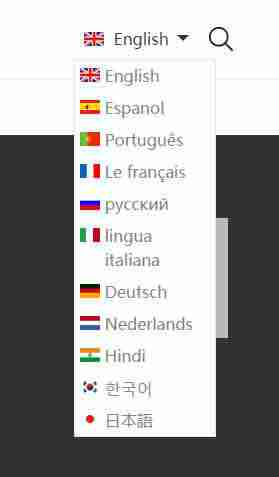 English
English
Espanol
Português
Le français
русский
lingua
italiana
Deutsch
Nederlands
Hindi
한국어
日本語